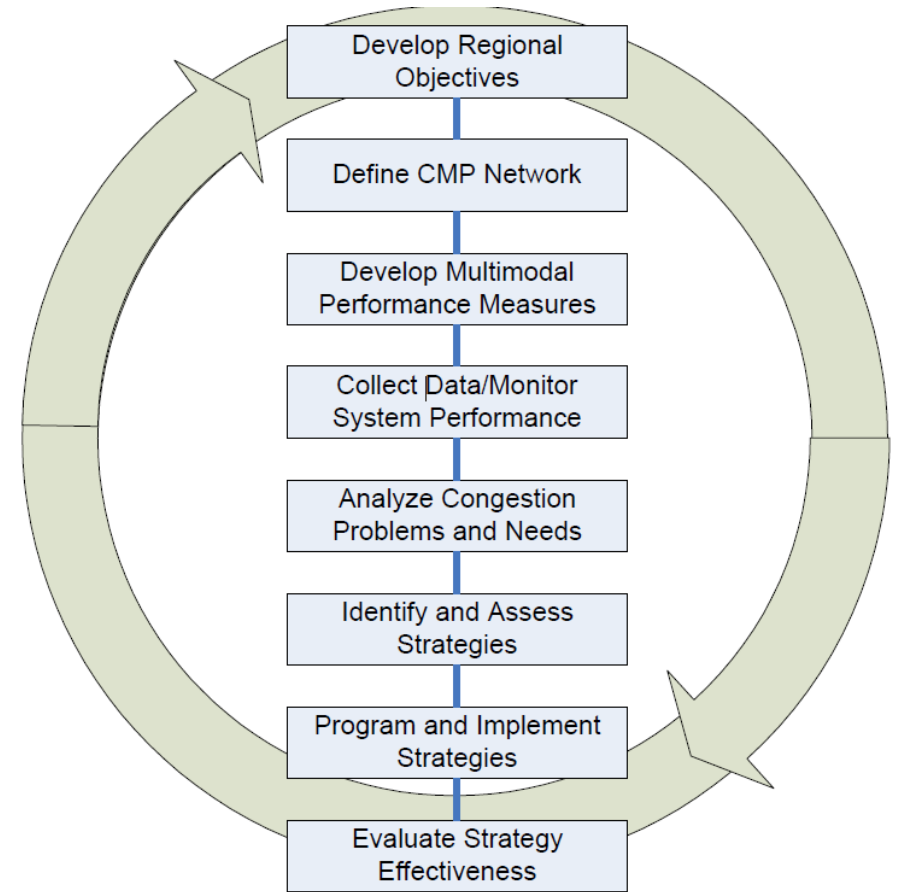 Develop Regional
Objectives
Define CMP Network
Develop Multimodal
Performance Measures
Collect Data/Monitor
System Performance
Analyze Congestion
Problems and Needs
Identify and Assess
Strategies
Program and Implement
Strategies
Evaluate Strategy
Effectiveness